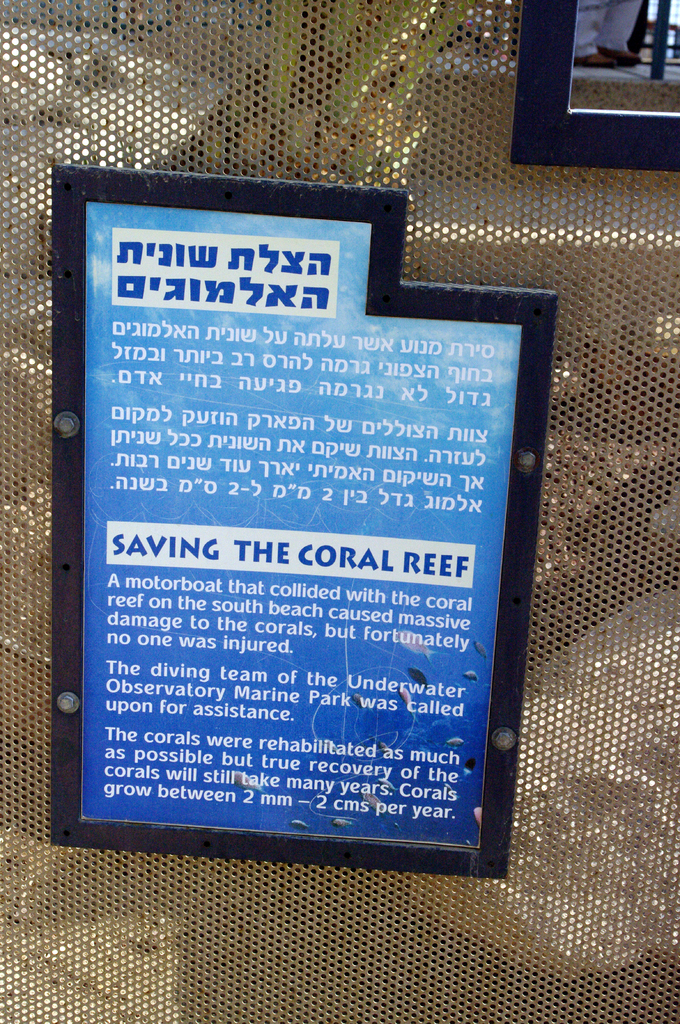 הצלת שונית
האלמוגים
סירת מנוע אשר עלתה על שונית האלמוגים
בחוף הצפוני גרמה להרס רב ביותר ובמזל
גדול לא נגרמה פגיעה בחיי אדם.
צוות הצוללים של הפארק הוזעק למקום
לעזרה. הצוות שיקם את השונית ככל שניתן
אך השיקום האמיתי יארך עוד שנים רבות.
אלמוג גדל בין 2 מ"מ ל-2 ס"מ בשנה.
SAVING THE CORAL REEF
A motorboat that collided with the coral
reef on the south beach caused massive
damage to the corals, but fortunately
no one was injured.
The diving team of the Underwater
Observatory Marine Park was called
upon for assistance.
The corals were rehabilitated as much
as possible but true recovery of the
corals will still take many years. Corals
grow between 2 mm – 2 cms per year.